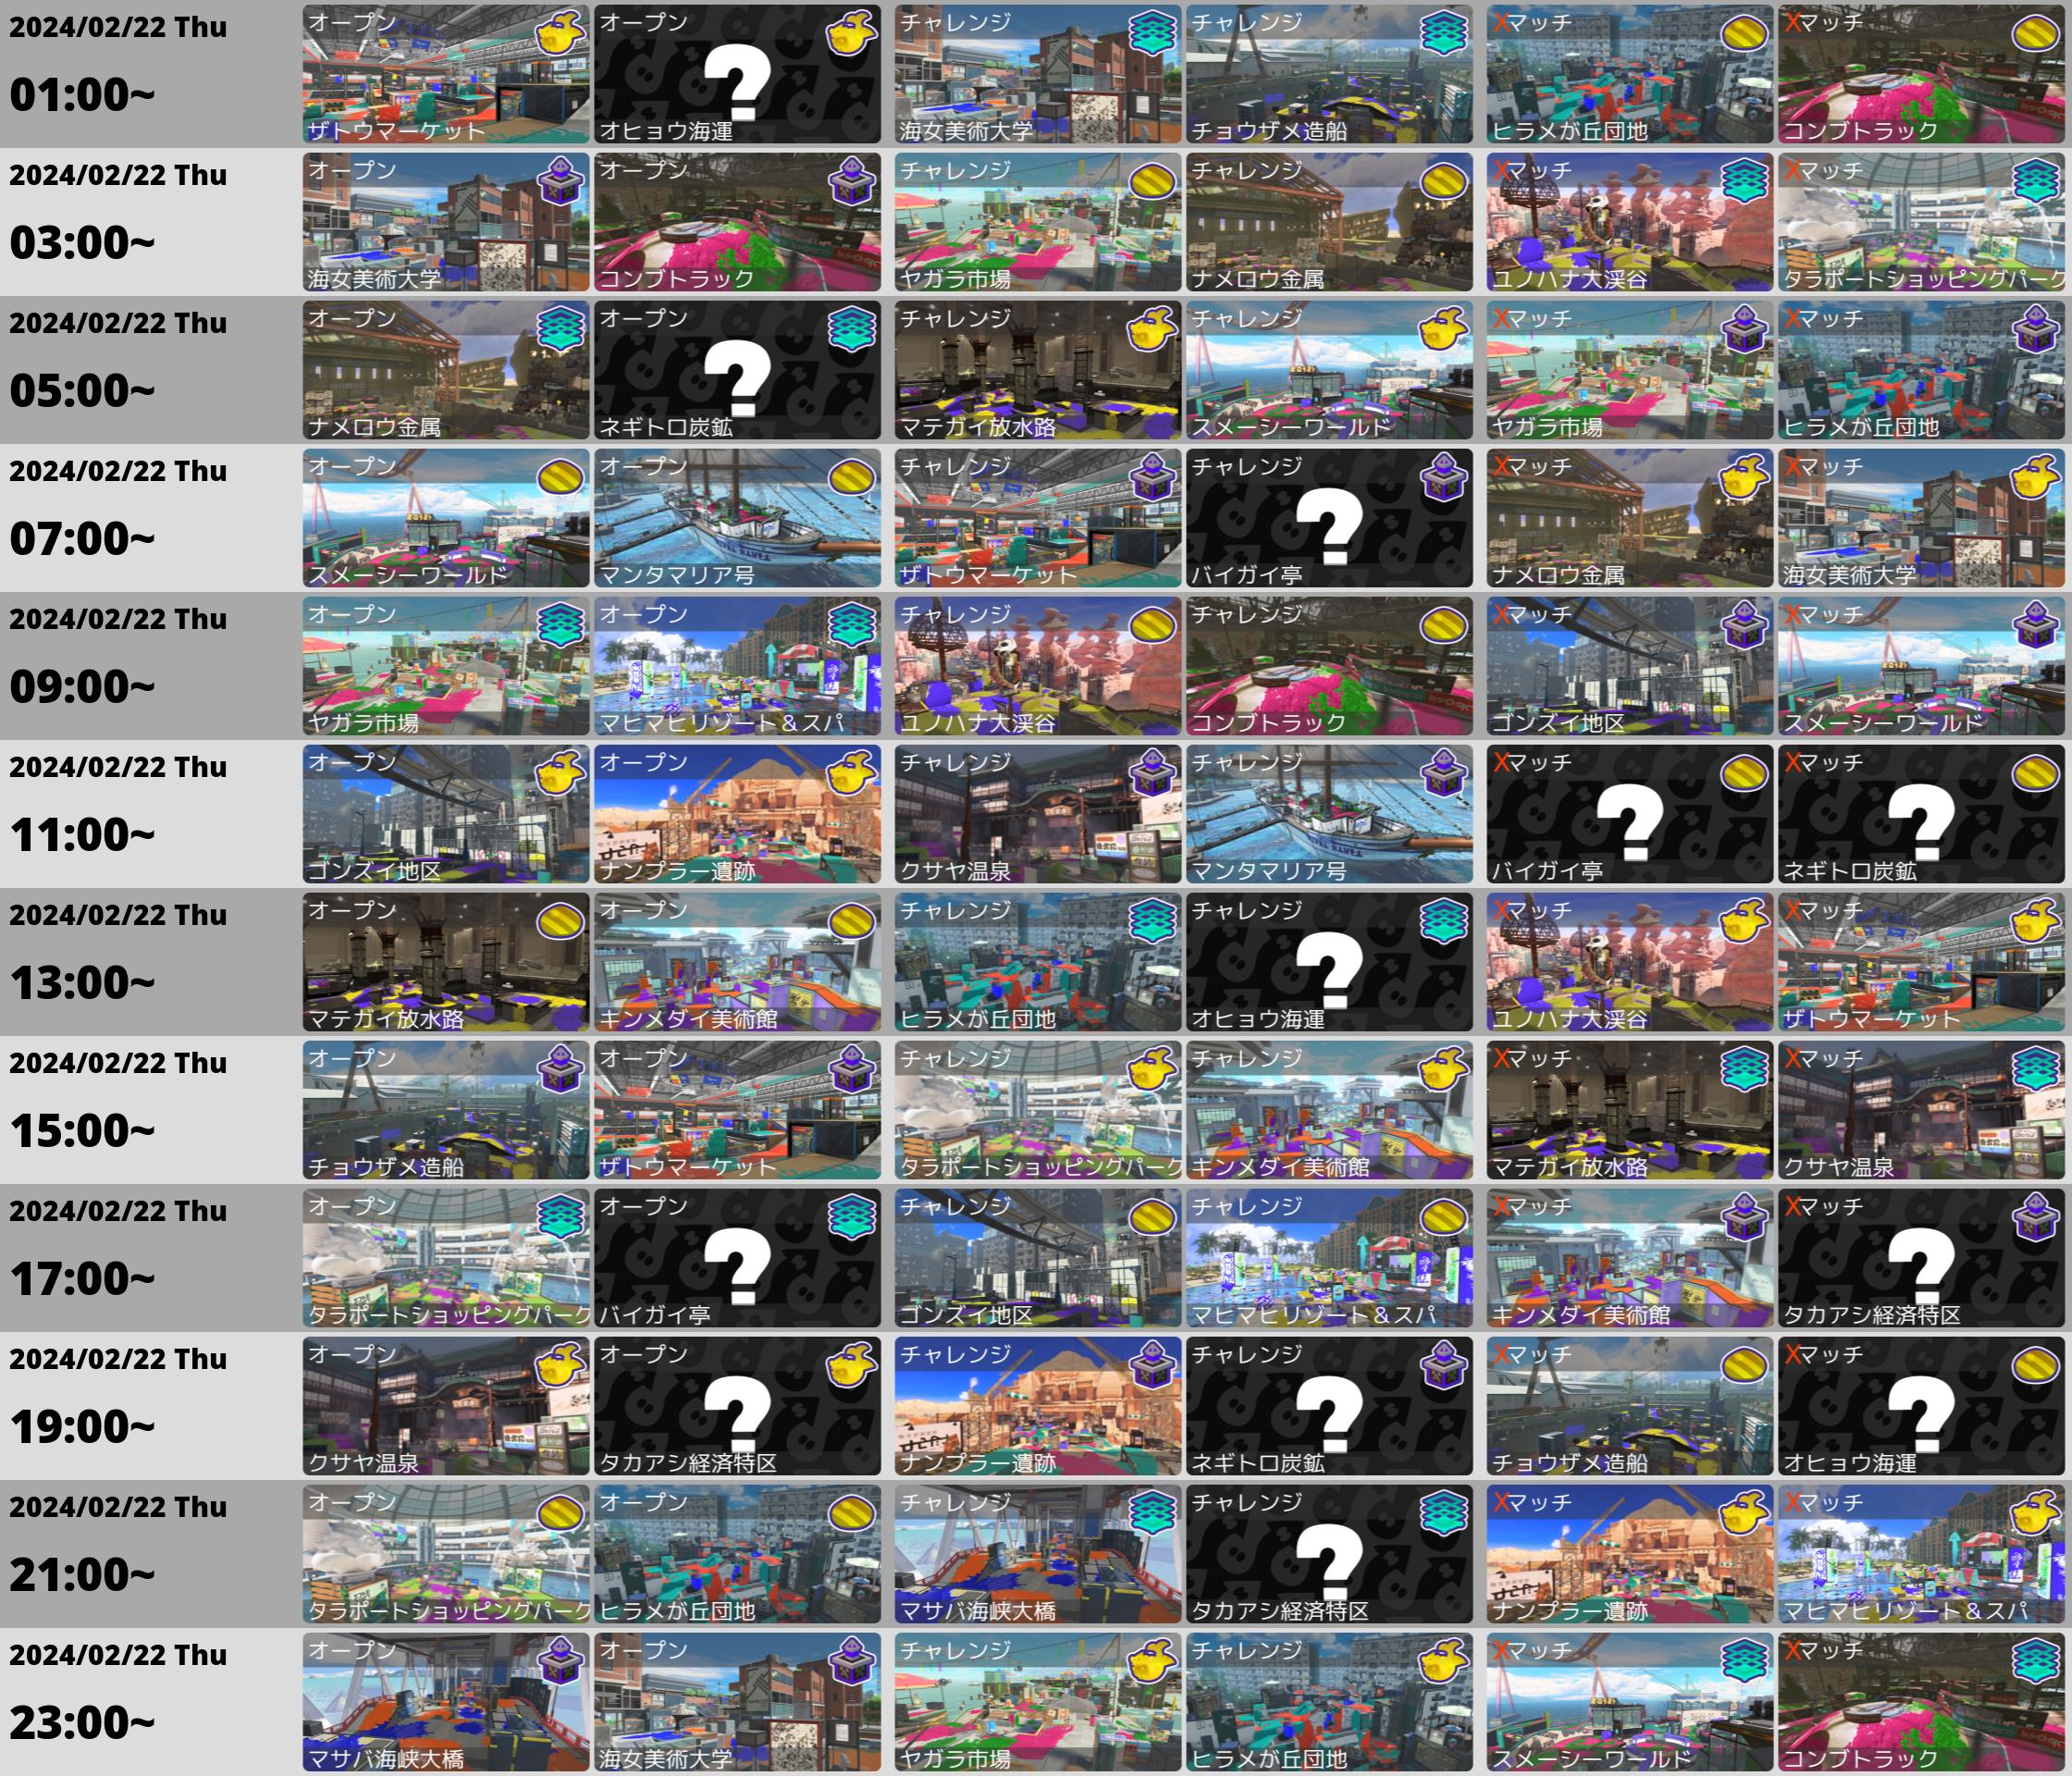 2024/02/22 Thu
01:00~
オープン
ザトウマーケット
オープン
オヒョウ海運
チャレンジ
海女美術大学
チャレンジ
チョウザメ造船
Xマッチ
ヒラメが丘団地
Xマッチ
コンブトラック
2024/02/22 Thu
03:00~
オープン
海女美術大学
オープン
コンブトラック
チャレンジ
ヤガラ市場
チャレンジ
ナメロウ金属
Xマッチ
ユノハナ大渓谷
Xマッチ
タラポートショッピングパーク
2024/02/22 Thu
05:00~
オープン
ナメロウ金属
オープン
ネギトロ炭鉱
チャレンジ
マテガイ放水路
チャレンジ
スメーシーワールド
Xマッチ
ヤガラ市場
Xマッチ
ヒラメが丘団地
2024/02/22 Thu
07:00~
オープン
スメーシーワールド
オープン
マンタマリア号
チャレンジ
ザトウマーケット
チャレンジ
バイガイ亭
Xマッチ
ナメロウ金属
Xマッチ
海女美術大学
2024/02/22 Thu
09:00~
オープン
ヤガラ市場
オープン
マヒマヒリゾート＆スパ
チャレンジ
ユノハナ大渓谷
チャレンジ
コンブトラック
Xマッチ
ゴンズイ地区
Xマッチ
スメーシーワールド
2024/02/22 Thu
11:00~
オープン
ゴンズイ地区
オープン
ナンプラー遺跡
チャレンジ
クサヤ温泉
チャレンジ
マンタマリア号
Xマッチ
バイガイ亭
Xマッチ
ネギトロ炭鉱
2024/02/22 Thu
13:00~
オープン
マテガイ放水路
オープン
キンメダイ美術館
チャレンジ
ヒラメが丘団地
チャレンジ
オヒョウ海運
Xマッチ
ユノハナ大渓谷
Xマッチ
ザトウマーケット
2024/02/22 Thu
15:00~
オープン
チョウザメ造船
オープン
ザトウマーケット
チャレンジ
タラポートショッピングパーク
チャレンジ
キンメダイ美術館
Xマッチ
マテガイ放水路
Xマッチ
クサヤ温泉
2024/02/22 Thu
17:00~
オープン
タラポートショッピングパーク
オープン
バイガイ亭
チャレンジ
ゴンズイ地区
チャレンジ
マヒマヒリゾート＆スパ
Xマッチ
キンメダイ美術館
Xマッチ
タカアシ経済特区
2024/02/22 Thu
19:00~
オープン
クサヤ温泉
オープン
タカアシ経済特区
チャレンジ
ナンプラー遺跡
チャレンジ
ネギトロ炭鉱
Xマッチ
チョウザメ造船
Xマッチ
オヒョウ海運
2024/02/22 Thu
21:00~
オープン
タラポートショッピングパーク
オープン
ヒラメが丘団地
チャレンジ
マサバ海峡大橋
チャレンジ
タカアシ経済特区
Xマッチ
ナンプラー遺跡
Xマッチ
マヒマヒリゾート＆スパ
2024/02/22 Thu
23:00~
オープン
マサバ海峡大橋
オープン
海女美術大学
チャレンジ
ヤガラ市場
チャレンジ
ヒラメが丘団地
Xマッチ
スメーシーワールド
Xマッチ
コンブトラック